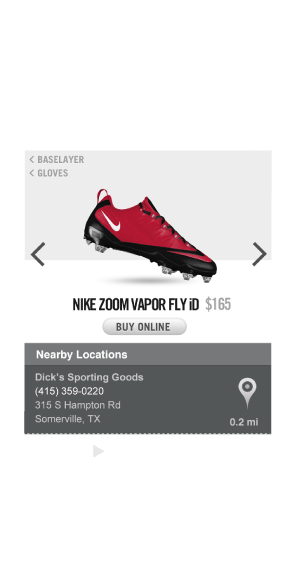 < BASELAYER
< GLOVES
NIKE ZOOM VAPOR FLY iD $165
BUY ONLINE
Nearby Locations
Dick's Sporting Goods
(415) 359-0220
315 S Hampton Rd
Somerville, TX
0.2 mi